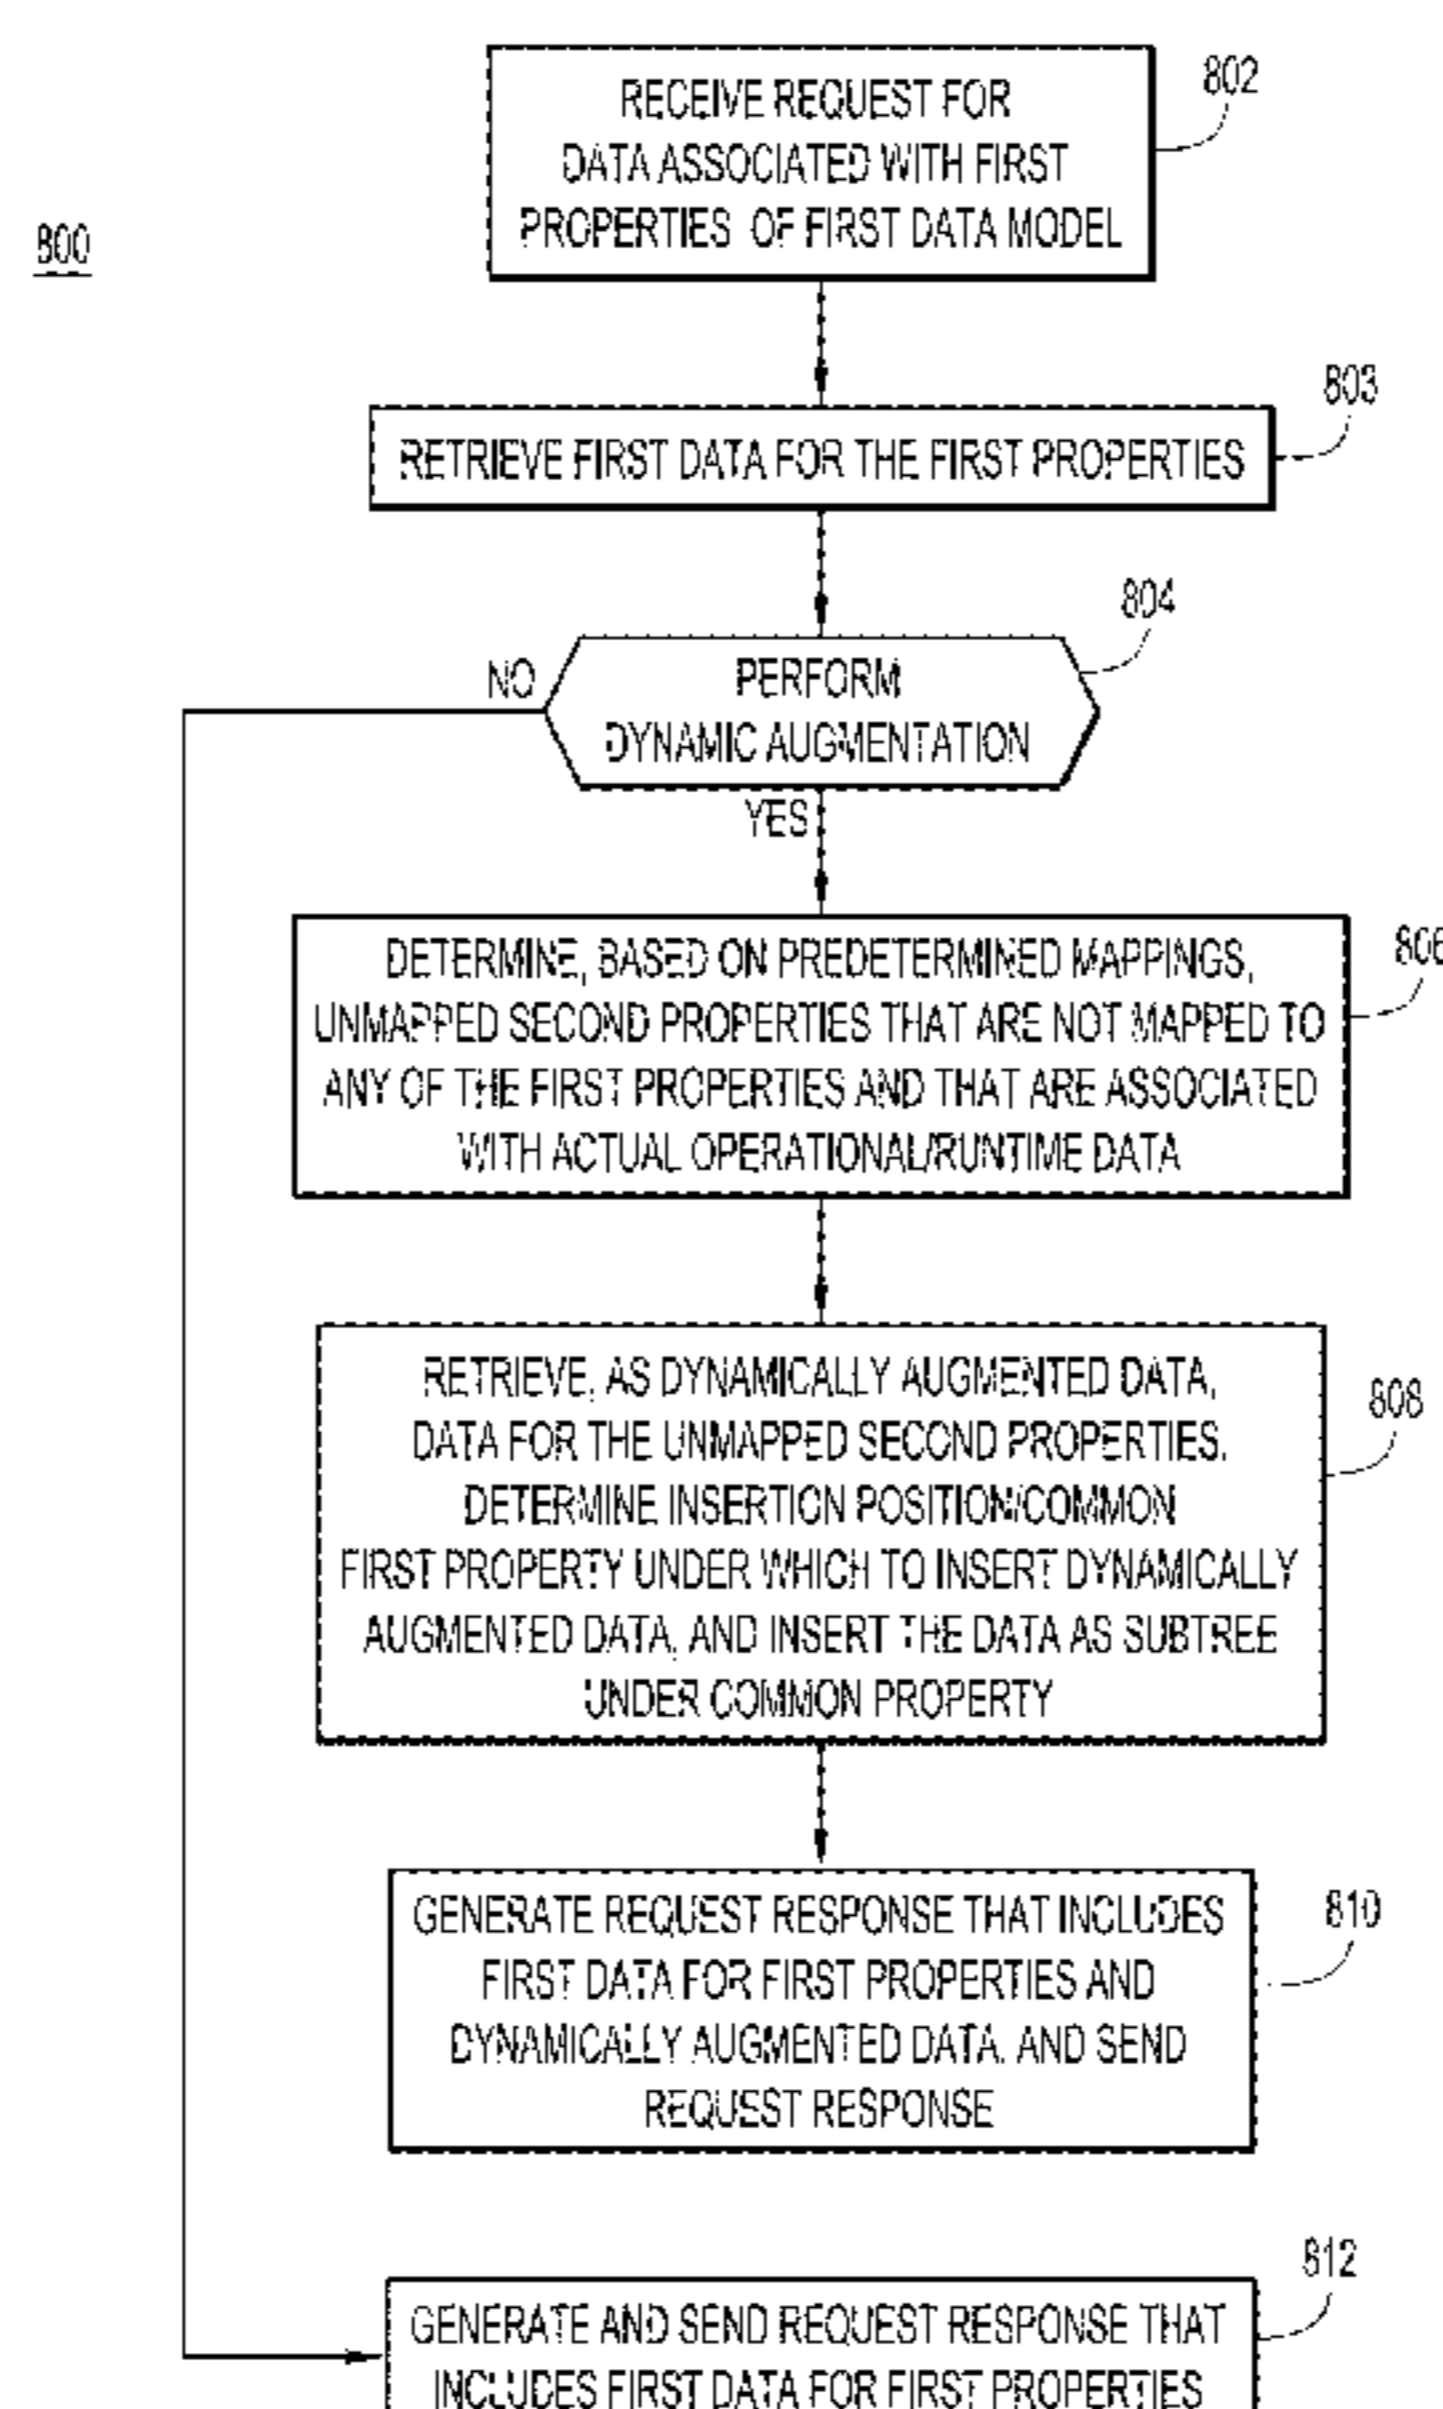 800
RECEIVE REQUEST FOR
DATA ASSOCIATED WITH FIRST
PROPERTIES OF FIRST DATA MODEL
802
RETRIEVE FIRST DATA FOR THE FIRST PROPERTIES
803
PERFORM
DYNAMIC AUGMENTATION
804
NO
YES
DETERMINE, BASED ON PREDETERMINED MAPPINGS,
UNMAPPED SECOND PROPERTIES THAT ARE NOT MAPPED TO
ANY OF THE FIRST PROPERTIES AND THAT ARE ASSOCIATED
WITH ACTUAL OPERATIONAL/RUNTIME DATA
806
RETRIEVE, AS DYNAMICALLY AUGMENTED DATA,
DATA FOR THE UNMAPPED SECOND PROPERTIES,
DETERMINE INSERTION POSITION/COMMON
FIRST PROPERTY UNDER WHICH TO INSERT DYNAMICALLY
AUGMENTED DATA, AND INSERT THE DATA AS SUBTREE
UNDER COMMON PROPERTY
808
GENERATE REQUEST RESPONSE THAT INCLUDES
FIRST DATA FOR FIRST PROPERTIES AND
DYNAMICALLY AUGMENTED DATA, AND SEND
REQUEST RESPONSE
810
GENERATE AND SEND REQUEST RESPONSE THAT
INCLUDES FIRST DATA FOR FIRST PROPERTIES
812